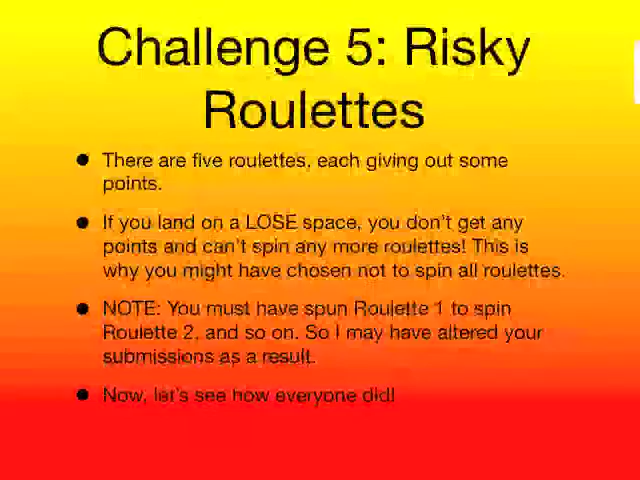 Challenge 5: Risky
Roulettes
• There are five roulettes, each giving out some
points.
• If you land on a LOSE space, you don't get any
points and can't spin any more roulettes! This is
why you might have chosen not to spin all roulettes.
• NOTE: You must have spun Roulette 1 to spin
Roulette 2, and so on. So I may have altered your
submissions as a result.
• Now, let's see how everyone did!